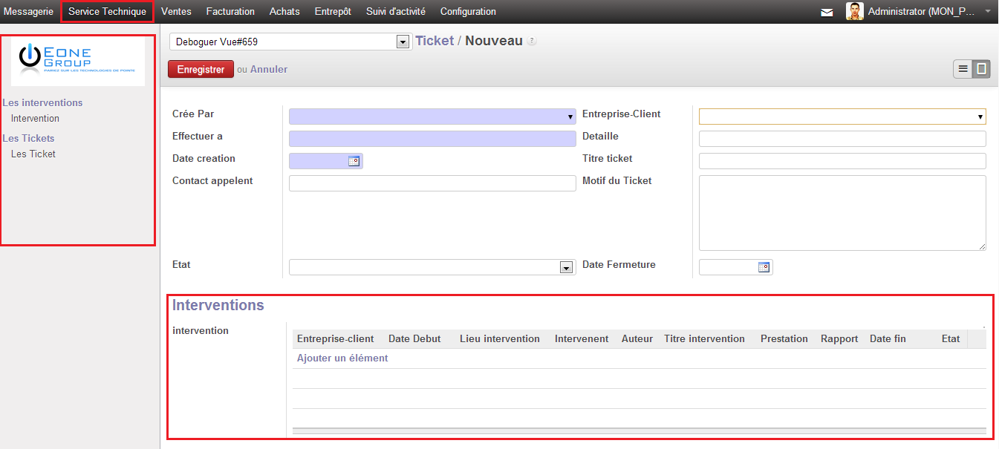 Messagerie Service Technique Ventes Facturation Achats Entrepôt Suivi d'activité Configuration Administrator (MON_P...
EONE
GROUP
PARIEZ SUR LES TECHNOLOGIES DE POINTE
Les interventions
Intervention
Les Tickets
Les Ticket
Deboguer Vue#659 Ticket / Nouveau ?
Enregistrer ou Annuler
Crée Par Entreprise-Client
Effectuer a Detaille
Date creation Titre ticket
Contact appelent Motif du Ticket
Etat Date Fermeture
Interventions
intervention
Entreprise-client Date Debut Lieu intervention Intervenent Auteur Titre intervention Prestation Rapport Date fin Etat
Ajouter un élément